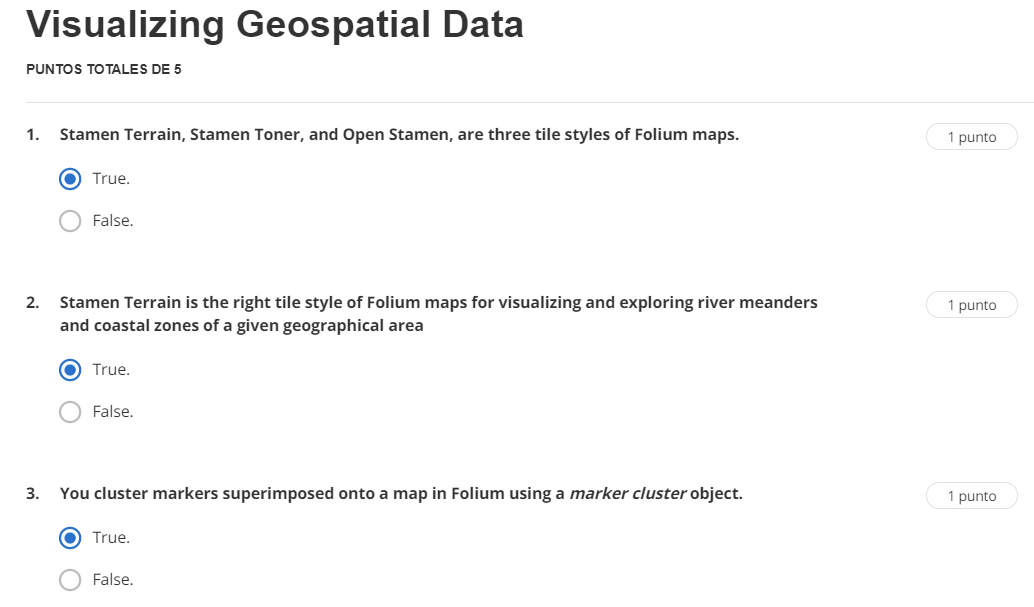 Visualizing Geospatial Data
PUNTOS TOTALES DE 5
1. Stamen Terrain, Stamen Toner, and Open Stamen, are three tile styles of Folium maps.
1 punto
True.
False.
2. Stamen Terrain is the right tile style of Folium maps for visualizing and exploring river meanders
and coastal zones of a given geographical area
1 punto
True.
False.
3. You cluster markers superimposed onto a map in Folium using a marker cluster object.
1 punto
True.
False.